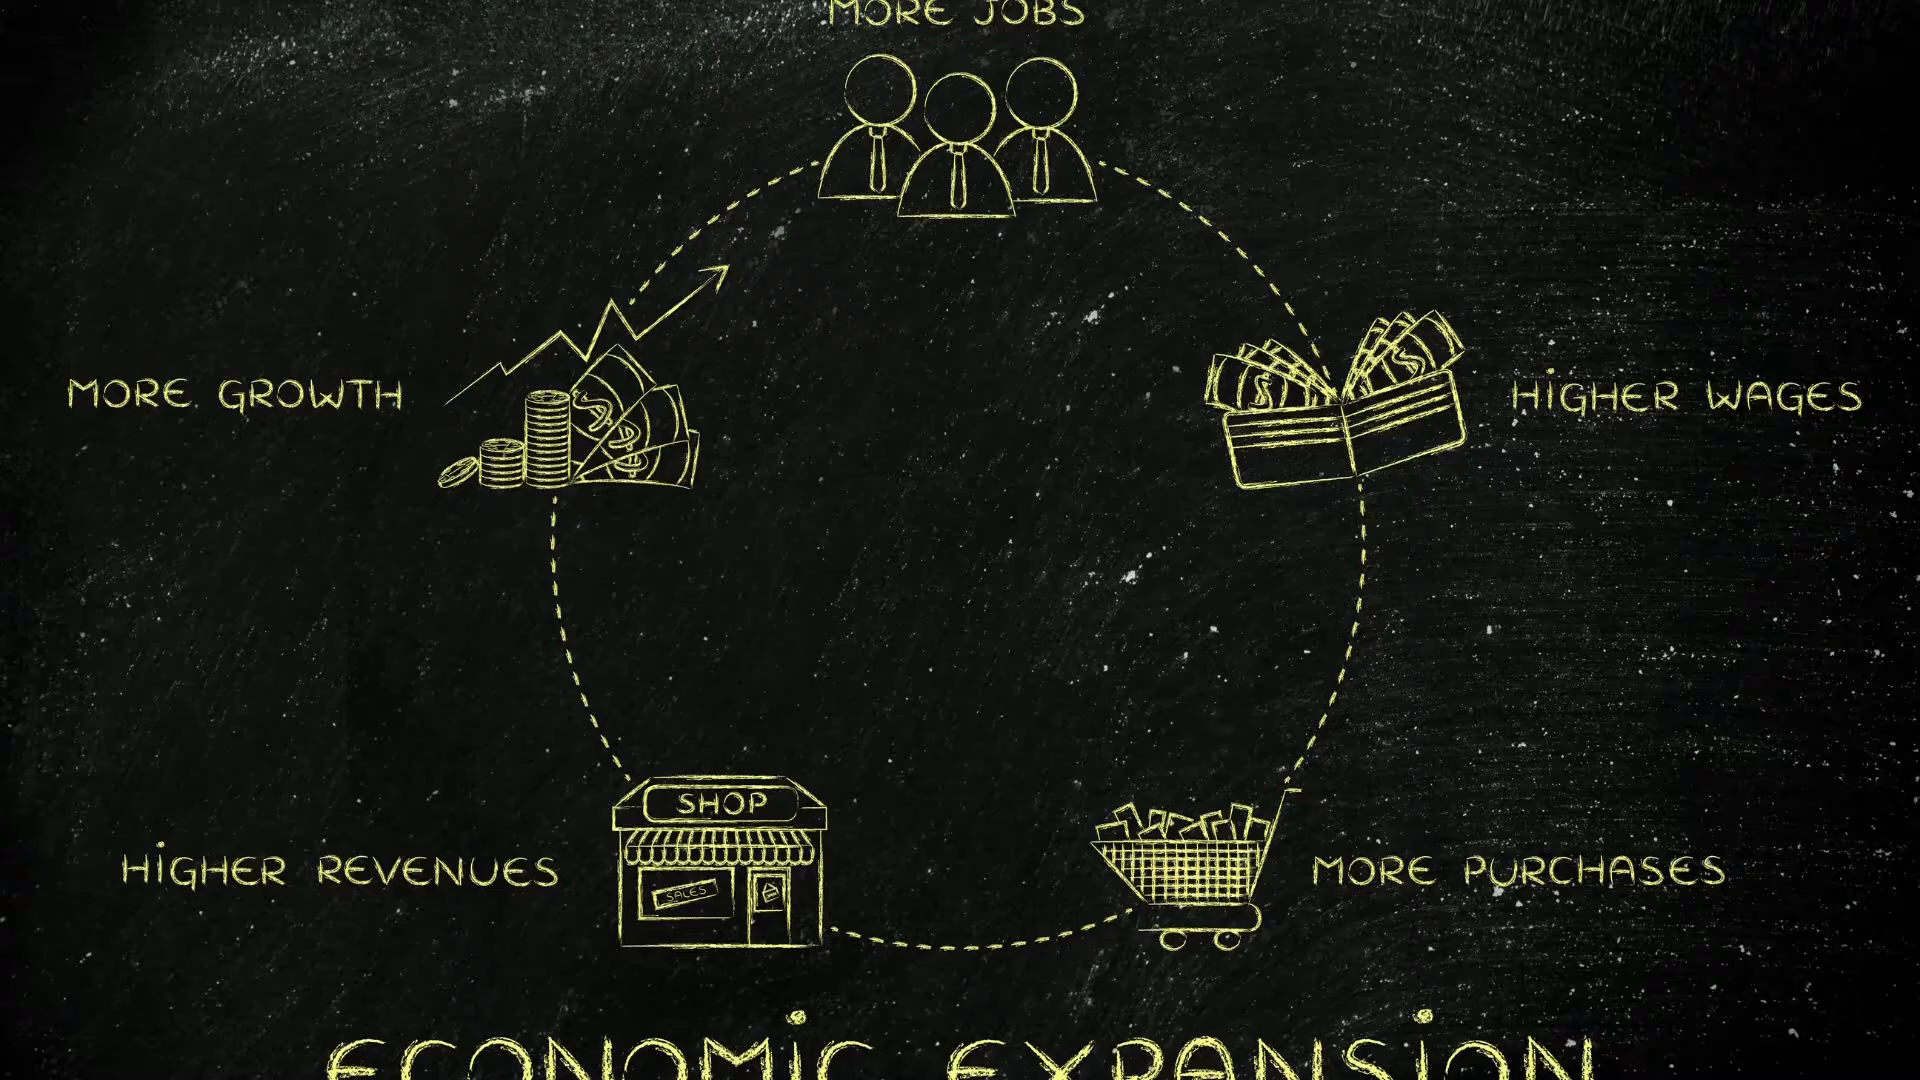 MORE JOBS
MORE GROWTH
HIGHER WAGES
SHOP
SALES
HIGHER REVENUES
MORE PURCHASES
ECONOMIC EXPANSION